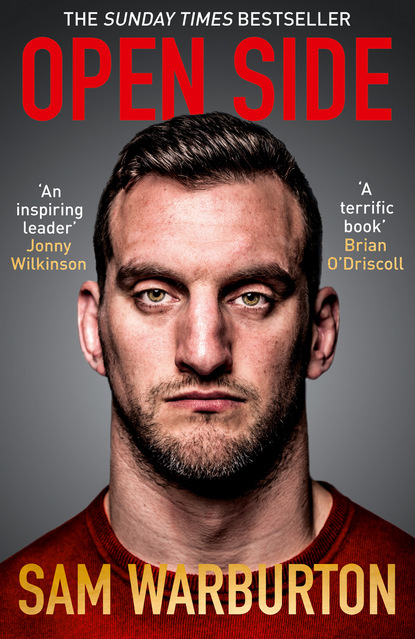 THE SUNDAY TIMES BESTSELLER
OPEN SIDE
‘An
inspiring
leader’
Jonny
Wilkinson
‘A
terrific
book’
Brian
O’Driscoll
SAM WARBURTON